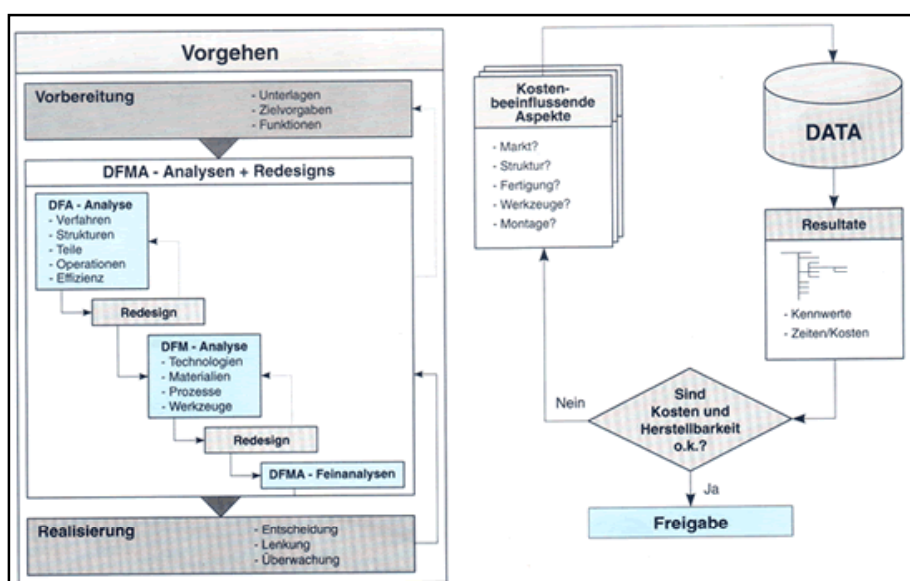 Vorgehen
Vorbereitung
- Unterlagen
- Zielvorgaben
- Funktionen
DFMA - Analysen + Redesigns
DFA - Analyse
- Verfahren
- Strukturen
- Teile
- Operationen
- Effizienz
Redesign
DFM - Analyse
- Technologien
- Materialien
- Prozesse
- Werkzeuge
Redesign
DFMA - Feinanalysen
Realisierung
- Entscheidung
- Lenkung
- Überwachung
Kosten-
beeinflussende
Aspekte
- Markt?
- Struktur?
- Fertigung?
- Werkzeuge?
- Montage?
DATA
Resultate
- Kennwerte
- Zeiten/Kosten
Sind
Kosten und
Herstellbarkeit
o.k.?
Nein
Ja
Freigabe